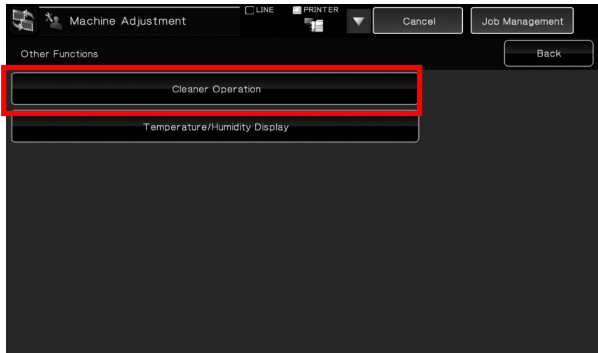 Machine Adjustment
LINE
PRINTER
Cancel
Job Management
Other Functions
Back
Cleaner Operation
Temperature/Humidity Display